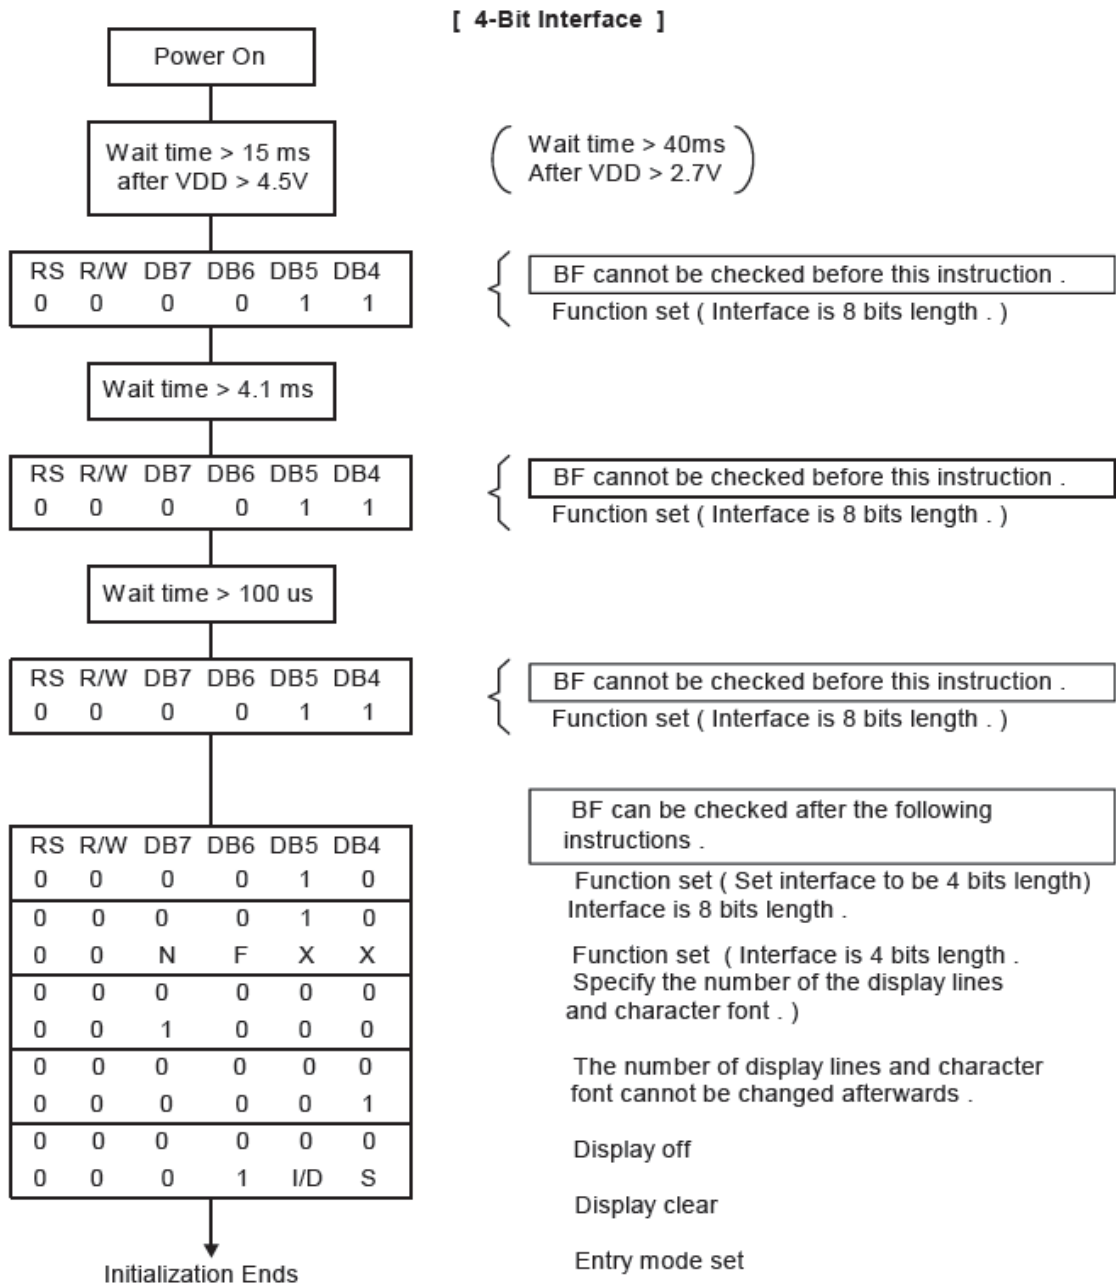 [ 4-Bit Interface ]
Power On
Wait time > 15 ms
after VDD > 4.5V
Wait time > 40ms
After VDD > 2.7V
RS R/W DB7 DB6 DB5 DB4
0 0 0 0 1 1
BF cannot be checked before this instruction .
Function set ( Interface is 8 bits length . )
Wait time > 4.1 ms
RS R/W DB7 DB6 DB5 DB4
0 0 0 0 1 1
BF cannot be checked before this instruction .
Function set ( Interface is 8 bits length . )
Wait time > 100 us
RS R/W DB7 DB6 DB5 DB4
0 0 0 0 1 1
BF cannot be checked before this instruction .
Function set ( Interface is 8 bits length . )
RS R/W DB7 DB6 DB5 DB4
0 0 0 0 1 0
0 0 0 0 1 0
0 0 N F X X
0 0 0 0 0 0
0 0 1 0 0 0
0 0 0 0 0 0
0 0 0 0 0 1
0 0 0 0 0 0
0 0 0 1 I/D S
BF can be checked after the following
instructions .
Function set ( Set interface to be 4 bits length)
Interface is 8 bits length .
Function set ( Interface is 4 bits length .
Specify the number of the display lines
and character font . )
The number of display lines and character
font cannot be changed afterwards .
Display off
Display clear
Entry mode set
Initialization Ends